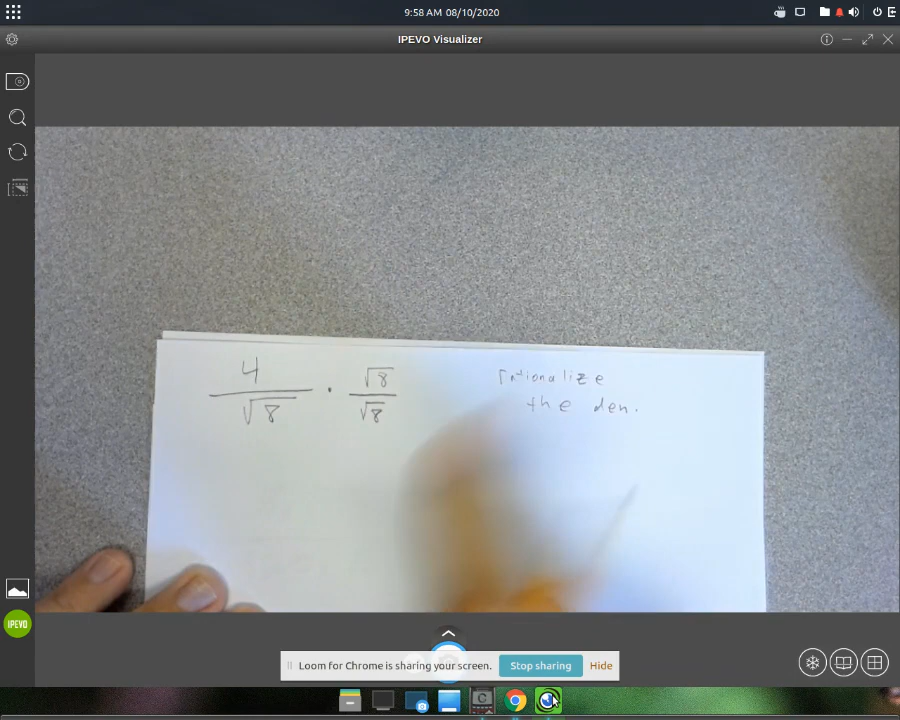 9:58 AM 08/10/2020
IPEVO Visualizer
4 / √8 · √8 / √8
rationalize
the den.
IPEVO
Loom for Chrome is sharing your screen.
Stop sharing
Hide